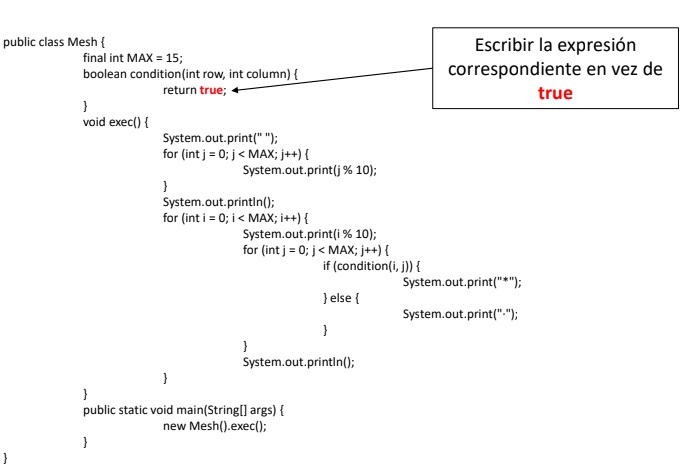 public class Mesh {
final int MAX = 15;
boolean condition(int row, int column) {
return true;
}
void exec() {
System.out.print(" ");
for (int j = 0; j < MAX; j++) {
System.out.print(j % 10);
}
System.out.println();
for (int i = 0; i < MAX; i++) {
System.out.print(i % 10);
for (int j = 0; j < MAX; j++) {
if (condition(i, j)) {
System.out.print("*");
} else {
System.out.print("·");
}
}
System.out.println();
}
}
public static void main(String[] args) {
new Mesh().exec();
}
}
Escribir la expresión
correspondiente en vez de
true